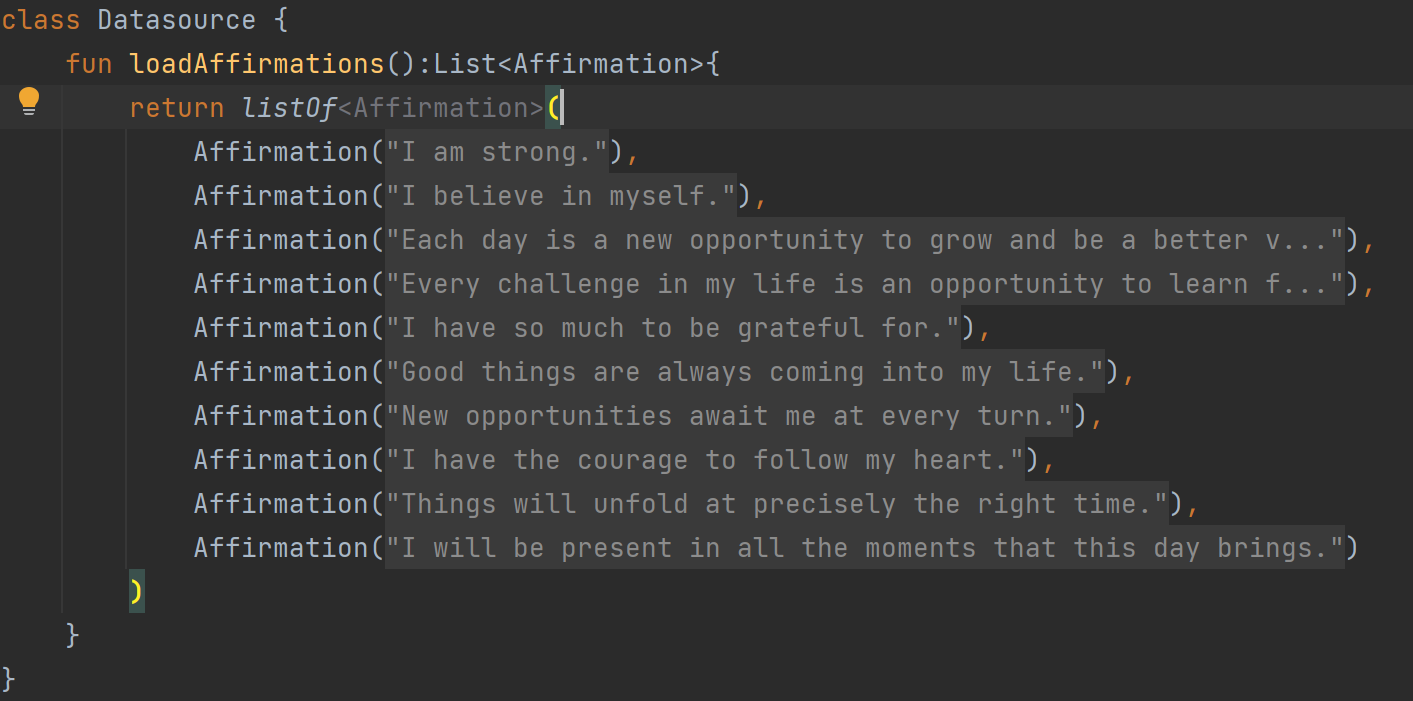 class Datasource {
    fun loadAffirmations():List<Affirmation>{
        return listOf<Affirmation>(
            Affirmation("I am strong."),
            Affirmation("I believe in myself."),
            Affirmation("Each day is a new opportunity to grow and be a better v..."),
            Affirmation("Every challenge in my life is an opportunity to learn f..."),
            Affirmation("I have so much to be grateful for."),
            Affirmation("Good things are always coming into my life."),
            Affirmation("New opportunities await me at every turn."),
            Affirmation("I have the courage to follow my heart."),
            Affirmation("Things will unfold at precisely the right time."),
            Affirmation("I will be present in all the moments that this day brings.")
        )
    }
}